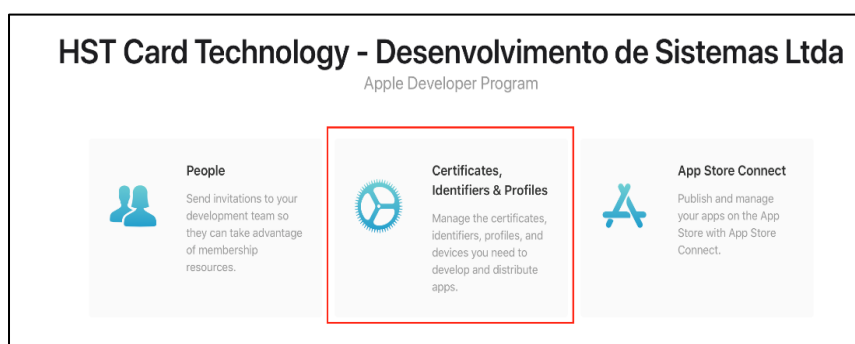 HST Card Technology - Desenvolvimento de Sistemas Ltda
Apple Developer Program
People
Send invitations to your
development team so
they can take advantage
of membership
resources.
Certificates,
Identifiers & Profiles
Manage the certificates,
identifiers, profiles, and
devices you need to
develop and distribute
apps.
App Store Connect
Publish and manage
your apps on the App
Store with App Store
Connect.